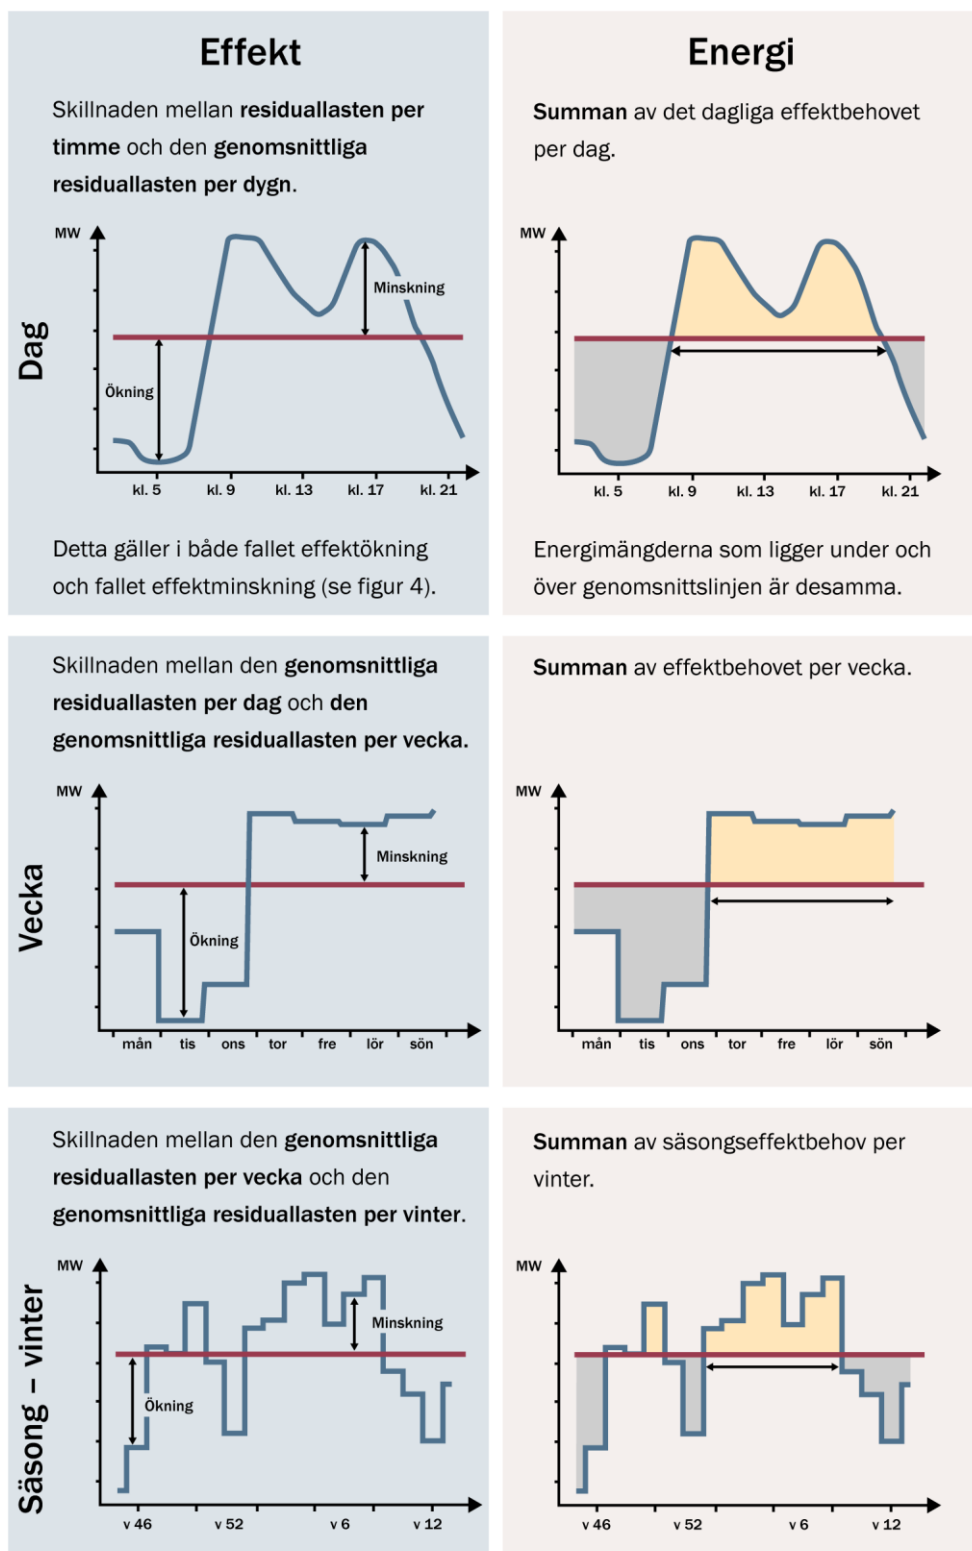 Effekt
Skillnaden mellan residuallasten per
timme och den genomsnittliga
residuallasten per dygn.
MW
Minskning
Ökning
kl. 5 kl. 9 kl. 13 kl. 17 kl. 21
Detta gäller i både fallet effektökning
och fallet effektminskning (se figur 4).
Energi
Summan av det dagliga effektbehovet
per dag.
MW
kl. 5 kl. 9 kl. 13 kl. 17 kl. 21
Energimängderna som ligger under och
över genomsnittslinjen är desamma.
Dag
Skillnaden mellan den genomsnittliga
residuallasten per dag och den
genomsnittliga residuallasten per vecka.
MW
Minskning
Ökning
mån tis ons tor fre lör sön
Summan av effektbehovet per vecka.
MW
mån tis ons tor fre lör sön
Vecka
Skillnaden mellan den genomsnittliga
residuallasten per vecka och den
genomsnittliga residuallasten per vinter.
MW
Minskning
Ökning
v 46 v 52 v 6 v 12
Summan av säsongseffektbehov per
vinter.
MW
v 46 v 52 v 6 v 12
Säsong – vinter